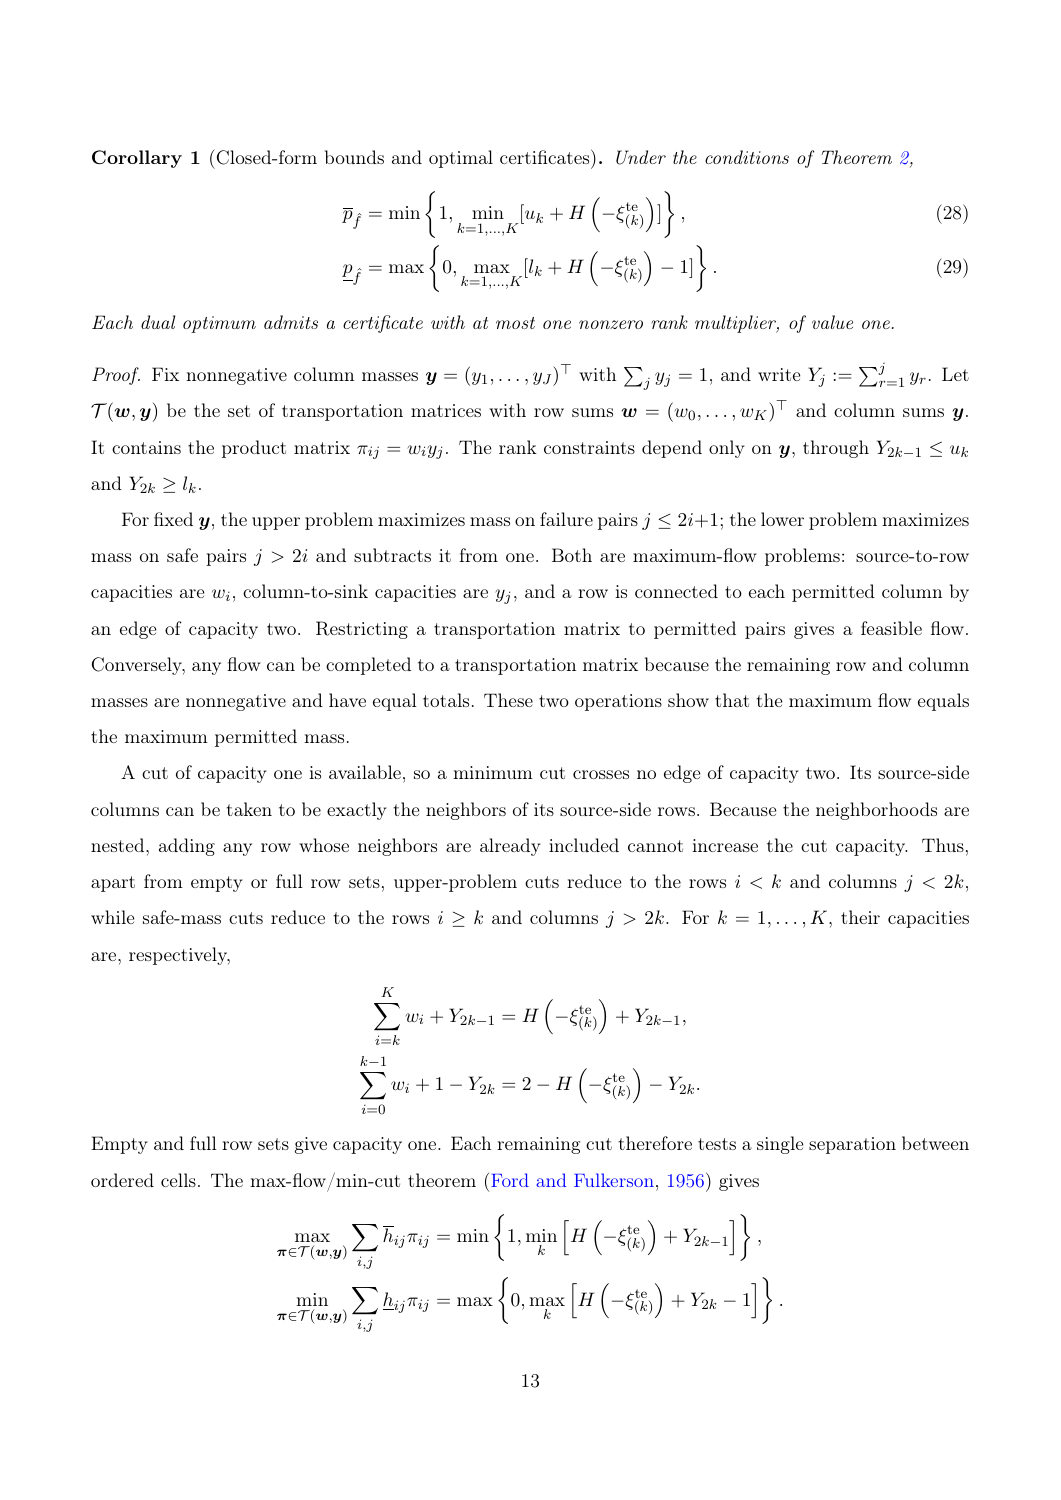 Corollary 1 (Closed-form bounds and optimal certificates). Under the conditions of Theorem 2,
p̅_f̂ = min { 1, min_{k=1,...,K} [u_k + H (−ξ^te_(k))] } , (28)
p̲_f̂ = max { 0, max_{k=1,...,K} [l_k + H (−ξ^te_(k)) − 1] } . (29)
Each dual optimum admits a certificate with at most one nonzero rank multiplier, of value one.
Proof. Fix nonnegative column masses y = (y_1, . . . , y_J)^⊤ with ∑_j y_j = 1, and write Y_j := ∑_{r=1}^{j} y_r. Let
𝒯(w, y) be the set of transportation matrices with row sums w = (w_0, . . . , w_K)^⊤ and column sums y.
It contains the product matrix π_ij = w_i y_j. The rank constraints depend only on y, through Y_{2k−1} ≤ u_k
and Y_{2k} ≥ l_k.
For fixed y, the upper problem maximizes mass on failure pairs j ≤ 2i+1; the lower problem maximizes
mass on safe pairs j > 2i and subtracts it from one. Both are maximum-flow problems: source-to-row
capacities are w_i, column-to-sink capacities are y_j, and a row is connected to each permitted column by
an edge of capacity two. Restricting a transportation matrix to permitted pairs gives a feasible flow.
Conversely, any flow can be completed to a transportation matrix because the remaining row and column
masses are nonnegative and have equal totals. These two operations show that the maximum flow equals
the maximum permitted mass.
A cut of capacity one is available, so a minimum cut crosses no edge of capacity two. Its source-side
columns can be taken to be exactly the neighbors of its source-side rows. Because the neighborhoods are
nested, adding any row whose neighbors are already included cannot increase the cut capacity. Thus,
apart from empty or full row sets, upper-problem cuts reduce to the rows i < k and columns j < 2k,
while safe-mass cuts reduce to the rows i ≥ k and columns j > 2k. For k = 1, . . . , K, their capacities
are, respectively,
∑_{i=k}^{K} w_i + Y_{2k−1} = H (−ξ^te_(k)) + Y_{2k−1},
∑_{i=0}^{k−1} w_i + 1 − Y_{2k} = 2 − H (−ξ^te_(k)) − Y_{2k}.
Empty and full row sets give capacity one. Each remaining cut therefore tests a single separation between
ordered cells. The max-flow/min-cut theorem (Ford and Fulkerson, 1956) gives
max_{π∈𝒯(w,y)} ∑_{i,j} h̅_ij π_ij = min { 1, min_k [H (−ξ^te_(k)) + Y_{2k−1}] } ,
min_{π∈𝒯(w,y)} ∑_{i,j} h̲_ij π_ij = max { 0, max_k [H (−ξ^te_(k)) + Y_{2k} − 1] } .
13